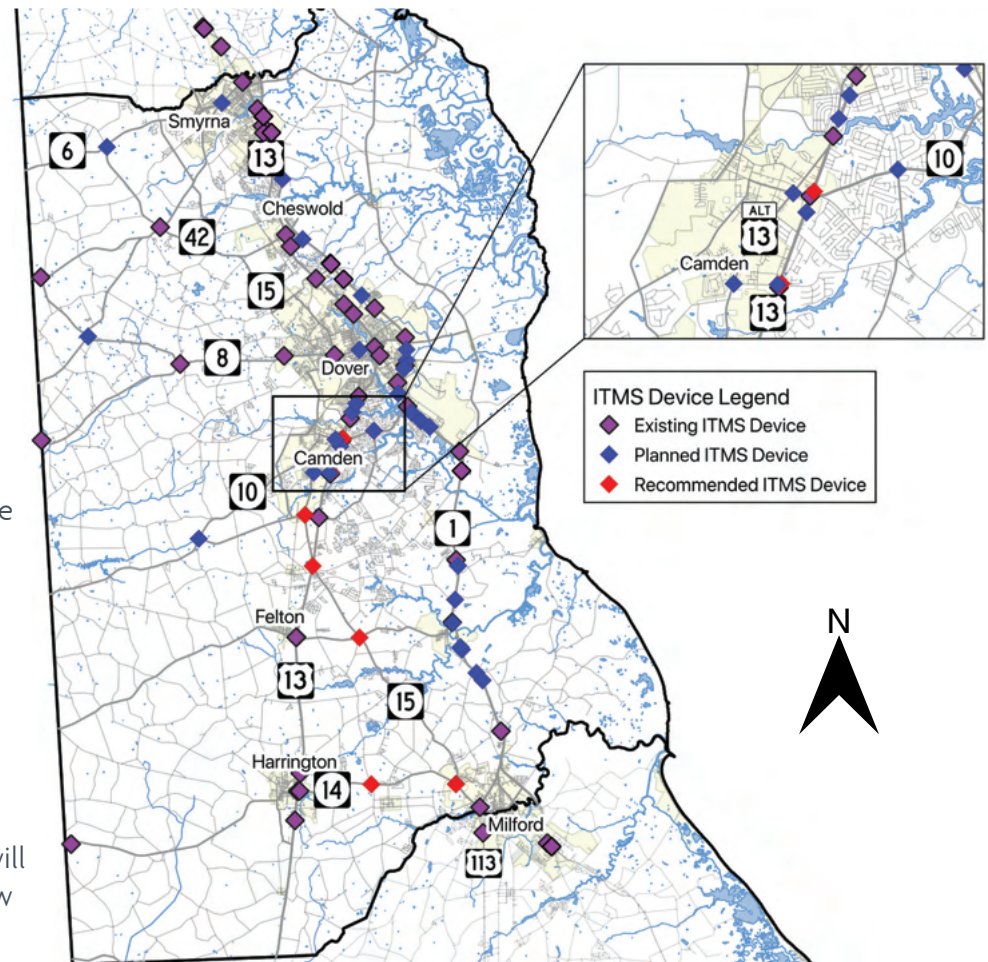 Smyrna
6
13
Cheswold
42
15
8
Dover
Camden
10
1
Felton
13
15
Harrington
14
Milford
113
10
ALT
13
Camden
13
ITMS Device Legend
Existing ITMS Device
Planned ITMS Device
Recommended ITMS Device
N
e
vill
w